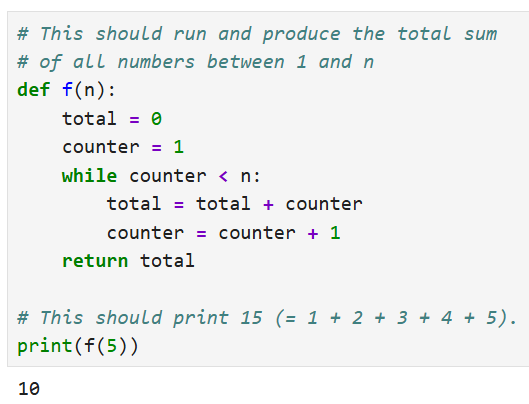 # This should run and produce the total sum
# of all numbers between 1 and n
def f(n):
    total = 0
    counter = 1
    while counter < n:
        total = total + counter
        counter = counter + 1
    return total

# This should print 15 (= 1 + 2 + 3 + 4 + 5).
print(f(5))
10